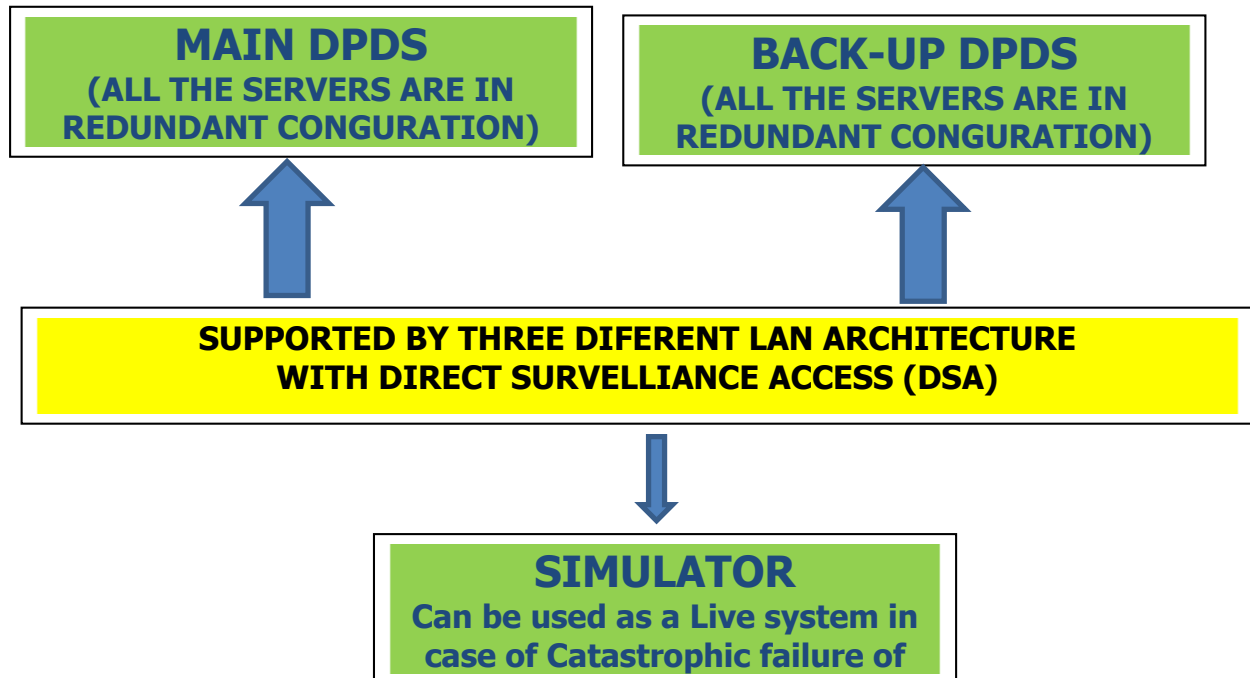 MAIN DPDS
(ALL THE SERVERS ARE IN
REDUNDANT CONGURATION)
BACK-UP DPDS
(ALL THE SERVERS ARE IN
REDUNDANT CONGURATION)
SUPPORTED BY THREE DIFERENT LAN ARCHITECTURE
WITH DIRECT SURVELLIANCE ACCESS (DSA)
SIMULATOR
Can be used as a Live system in
case of Catastrophic failure of